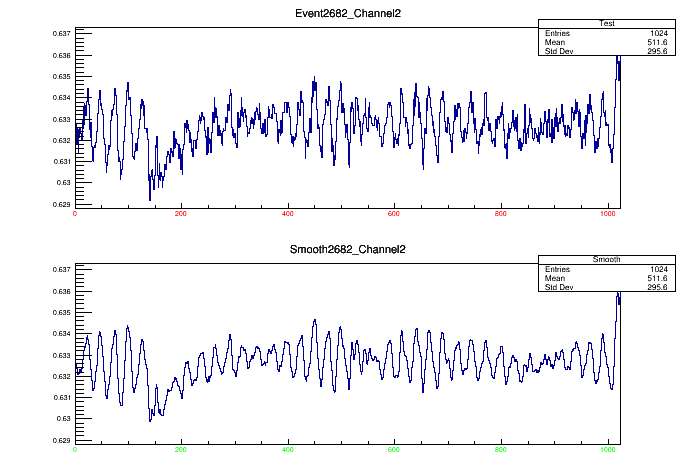 Event2682_Channel2
Test
Entries 1024
Mean 511.6
Std Dev 295.6
0.637
0.636
0.635
0.634
0.633
0.632
0.631
0.63
0.629
0 200 400 600 800 1000
Smooth2682_Channel2
Smooth
Entries 1024
Mean 511.6
Std Dev 295.6
0.637
0.636
0.635
0.634
0.633
0.632
0.631
0.63
0.629
0 200 400 600 800 1000